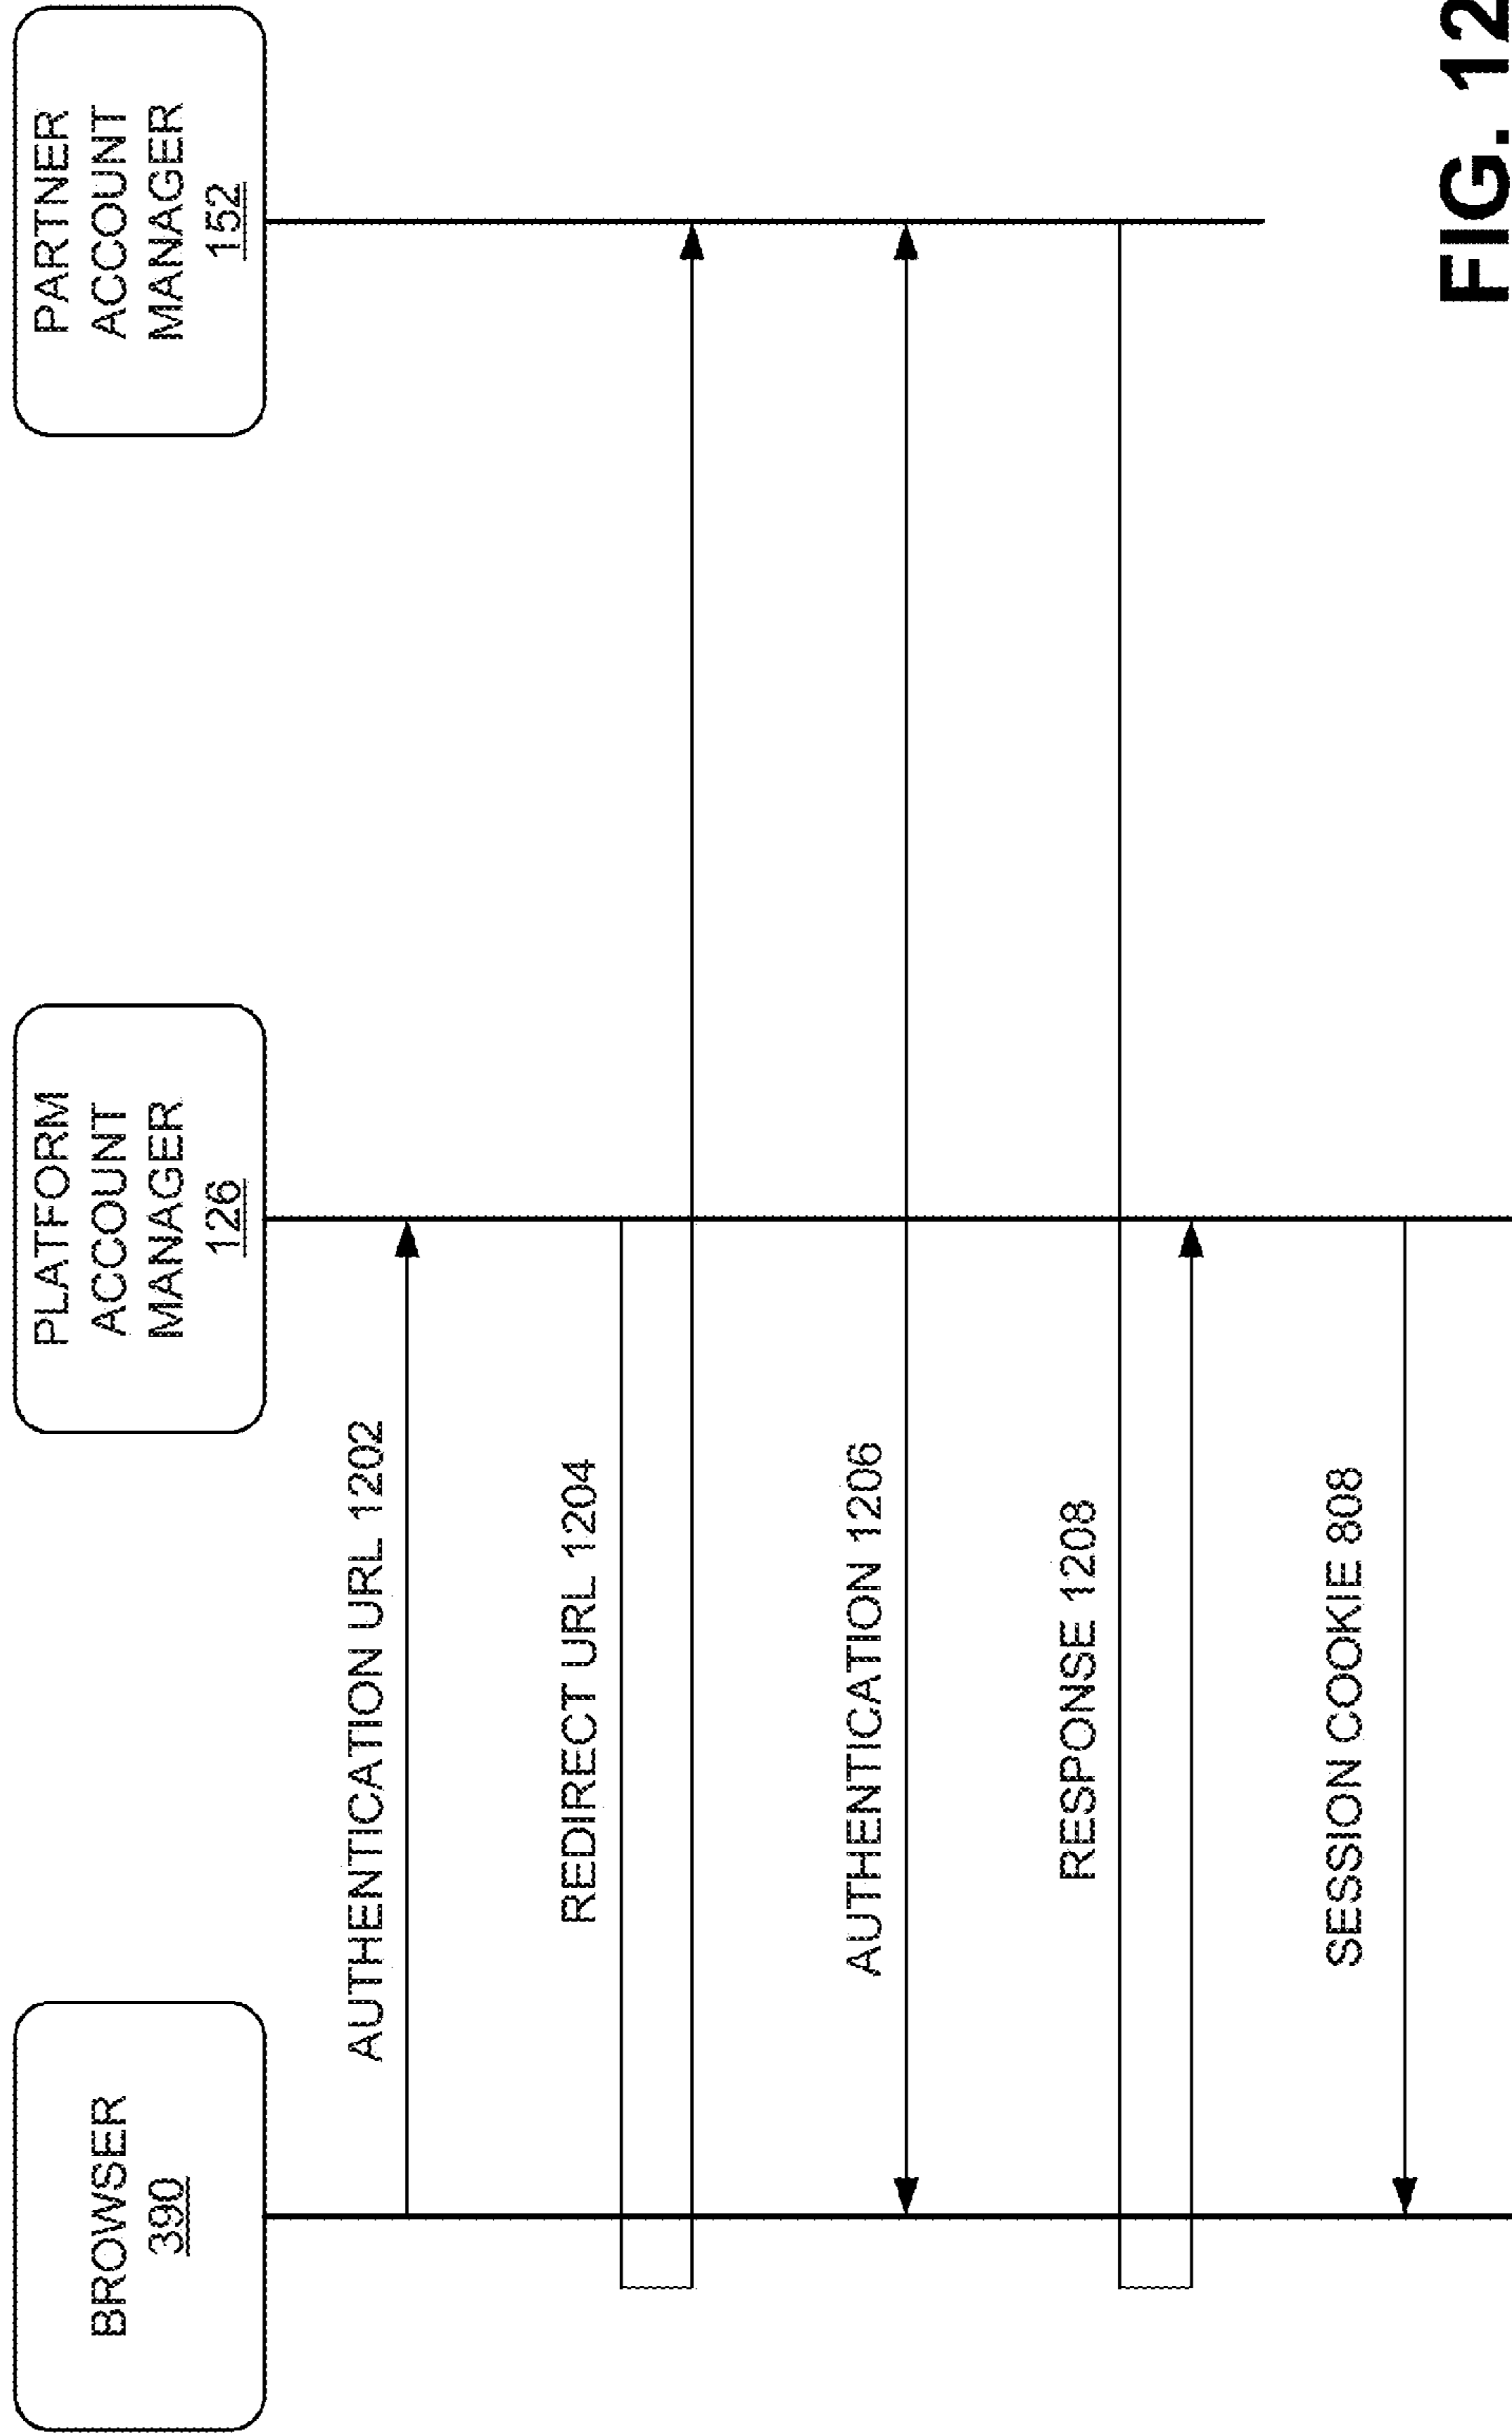 BROWSER
390
PLATFORM
ACCOUNT
MANAGER
126
PARTNER
ACCOUNT
MANAGER
152
AUTHENTICATION URL 1202
REDIRECT URL 1204
AUTHENTICATION 1206
RESPONSE 1208
SESSION COOKIE 808
FIG. 12